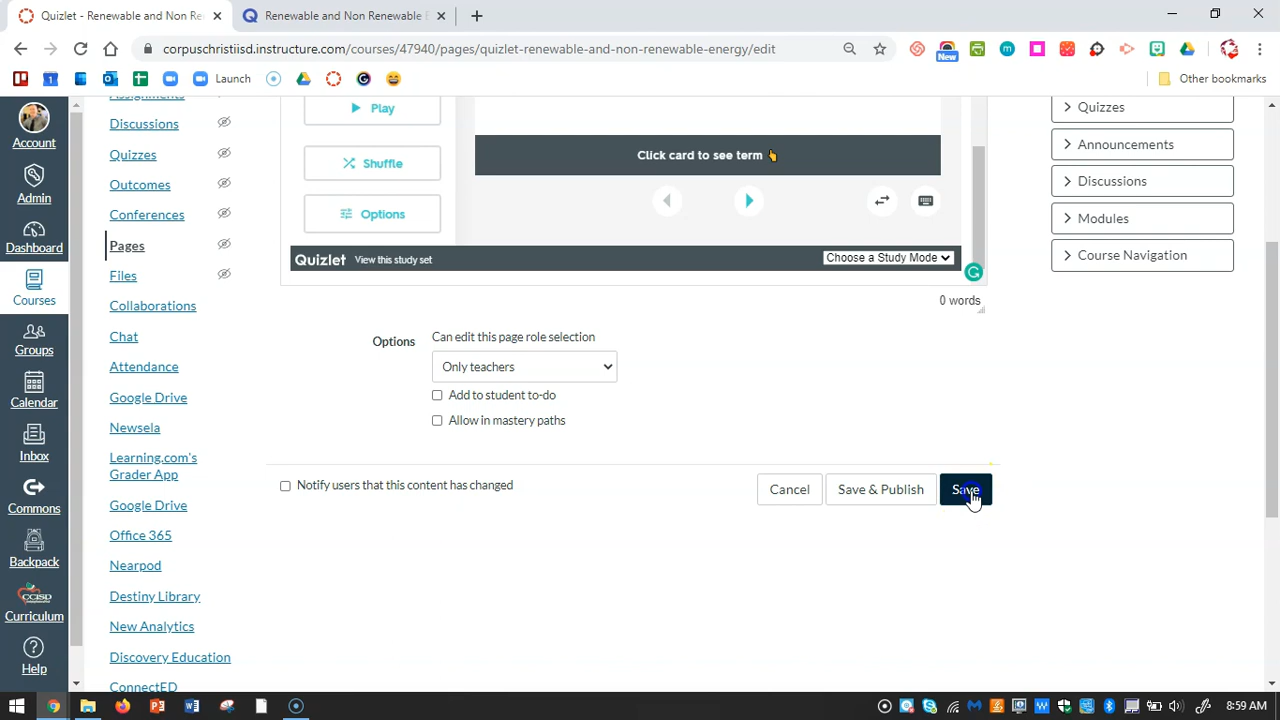 Quizlet - Renewable and Non Re
Renewable and Non Renewable E
corpuschristiisd.instructure.com/courses/47940/pages/quizlet-renewable-and-non-renewable-energy/edit
New
Launch
Other bookmarks
Account
Admin
Dashboard
Courses
Groups
Calendar
Inbox
Commons
Backpack
CCISD
Curriculum
Help
Assignments
Discussions
Quizzes
Outcomes
Conferences
Pages
Files
Collaborations
Chat
Attendance
Google Drive
Newsela
Learning.com's
Grader App
Google Drive
Office 365
Nearpod
Destiny Library
New Analytics
Discovery Education
ConnectED
Play
Shuffle
Options
Click card to see term
Quizlet View this study set
Choose a Study Mode
0 words
Options
Can edit this page role selection
Only teachers
Add to student to-do
Allow in mastery paths
Notify users that this content has changed
Cancel
Save & Publish
Save
Quizzes
Announcements
Discussions
Modules
Course Navigation
8:59 AM